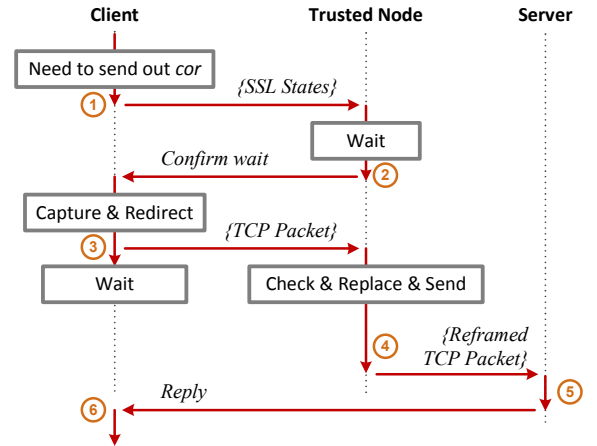 Client Trusted Node Server
Need to send out cor
1 {SSL States}
Wait
Confirm wait 2
Capture & Redirect
3 {TCP Packet}
Wait Check & Replace & Send
4 {Reframed
TCP Packet}
5
6 Reply